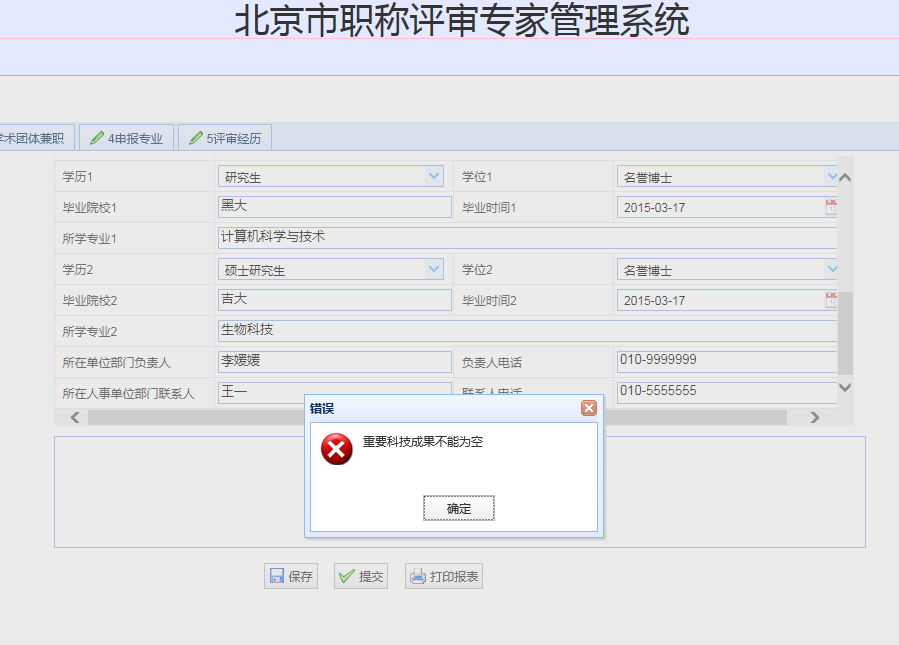 北京市职称评审专家管理系统
学术团体兼职 4申报专业 5评审经历
学历1 研究生 学位1 名誉博士
毕业院校1 黑大 毕业时间1 2015-03-17
所学专业1 计算机科学与技术
学历2 硕士研究生 学位2 名誉博士
毕业院校2 吉大 毕业时间2 2015-03-17
所学专业2 生物科技
所在单位部门负责人 李媛媛 负责人电话 010-9999999
所在人事单位部门联系人 王一 联系人电话 010-5555555
错误
重要科技成果不能为空
确定
保存 提交 打印报表